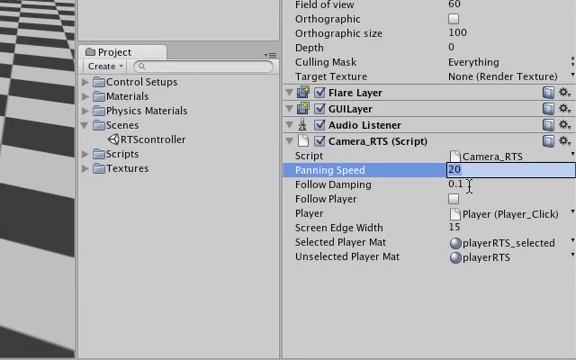 Field of view 60
Orthographic
Orthographic size 100
Depth 0
Culling Mask Everything
Target Texture None (Render Texture)
Flare Layer
GUILayer
Audio Listener
Camera_RTS (Script)
Script Camera_RTS
Panning Speed 20
Follow Damping 0.1
Follow Player
Player Player (Player_Click)
Screen Edge Width 15
Selected Player Mat playerRTS_selected
Unselected Player Mat playerRTS
Project
Create
Control Setups
Materials
Physics Materials
Scenes
RTScontroller
Scripts
Textures